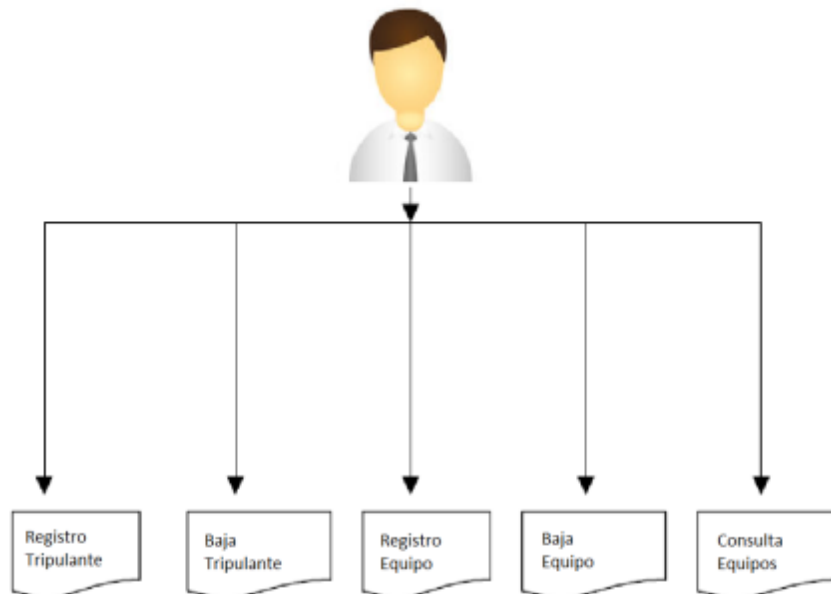 Registro
Tripulante
Baja
Tripulante
Registro
Equipo
Baja
Equipo
Consulta
Equipos